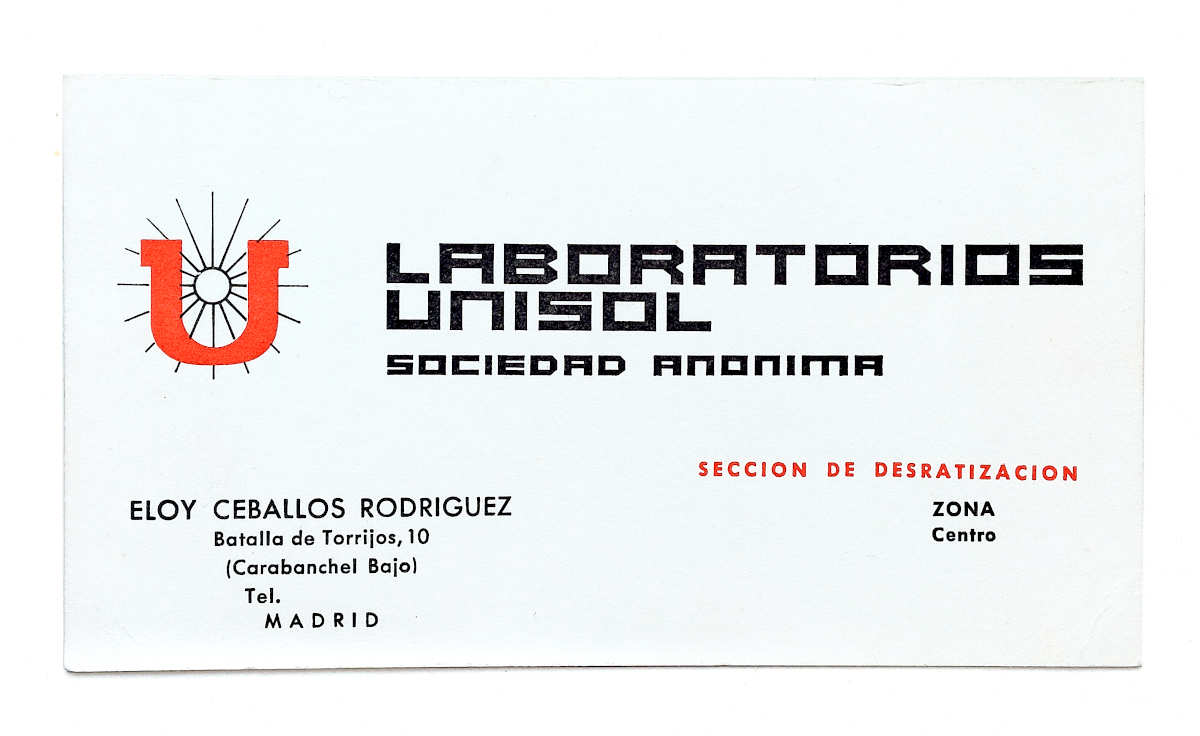 U
LABORATORIOS
UNISOL
SOCIEDAD ANONIMA
SECCION DE DESRATIZACION
ZONA
Centro
ELOY CEBALLOS RODRIGUEZ
Batalla de Torrijos, 10
(Carabanchel Bajo)
Tel.
MADRID